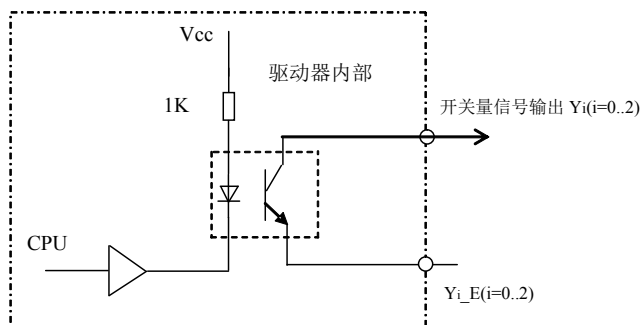 Vcc
驱动器内部
1K
开关量信号输出 Yi(i=0..2)
CPU
Yi_E(i=0..2)